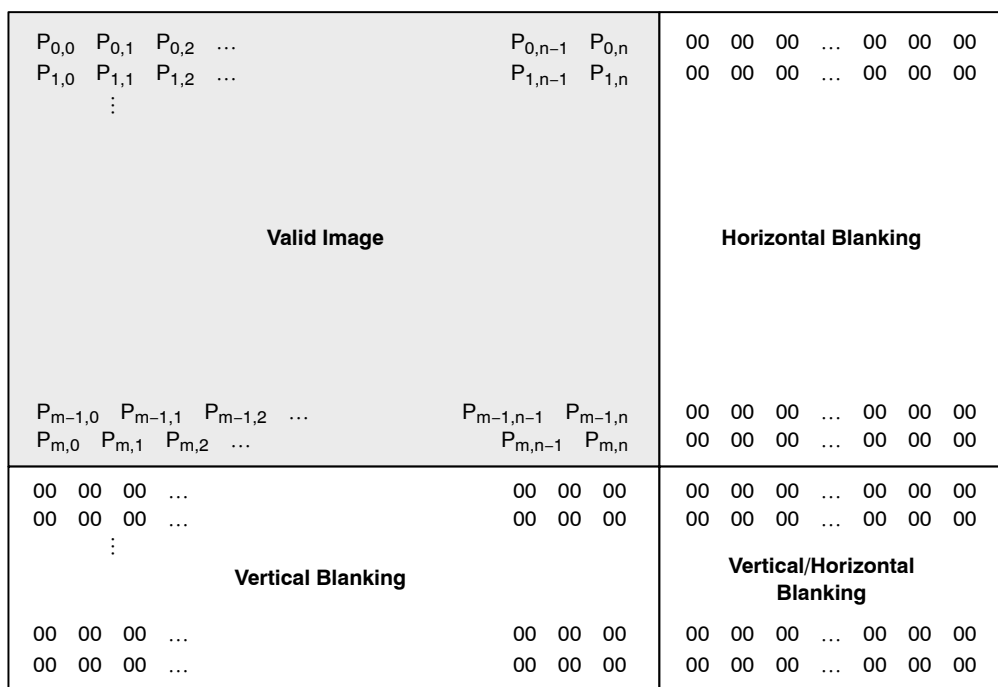 P0,0 P0,1 P0,2 … P0,n−1 P0,n 00 00 00 … 00 00 00
P1,0 P1,1 P1,2 … P1,n−1 P1,n 00 00 00 … 00 00 00
⋮
Valid Image Horizontal Blanking
Pm−1,0 Pm−1,1 Pm−1,2 … Pm−1,n−1 Pm−1,n 00 00 00 … 00 00 00
Pm,0 Pm,1 Pm,2 … Pm,n−1 Pm,n 00 00 00 … 00 00 00
00 00 00 … 00 00 00 00 00 00 … 00 00 00
00 00 00 … 00 00 00 00 00 00 … 00 00 00
⋮
Vertical Blanking Vertical/Horizontal
Blanking
00 00 00 … 00 00 00 00 00 00 … 00 00 00
00 00 00 … 00 00 00 00 00 00 … 00 00 00